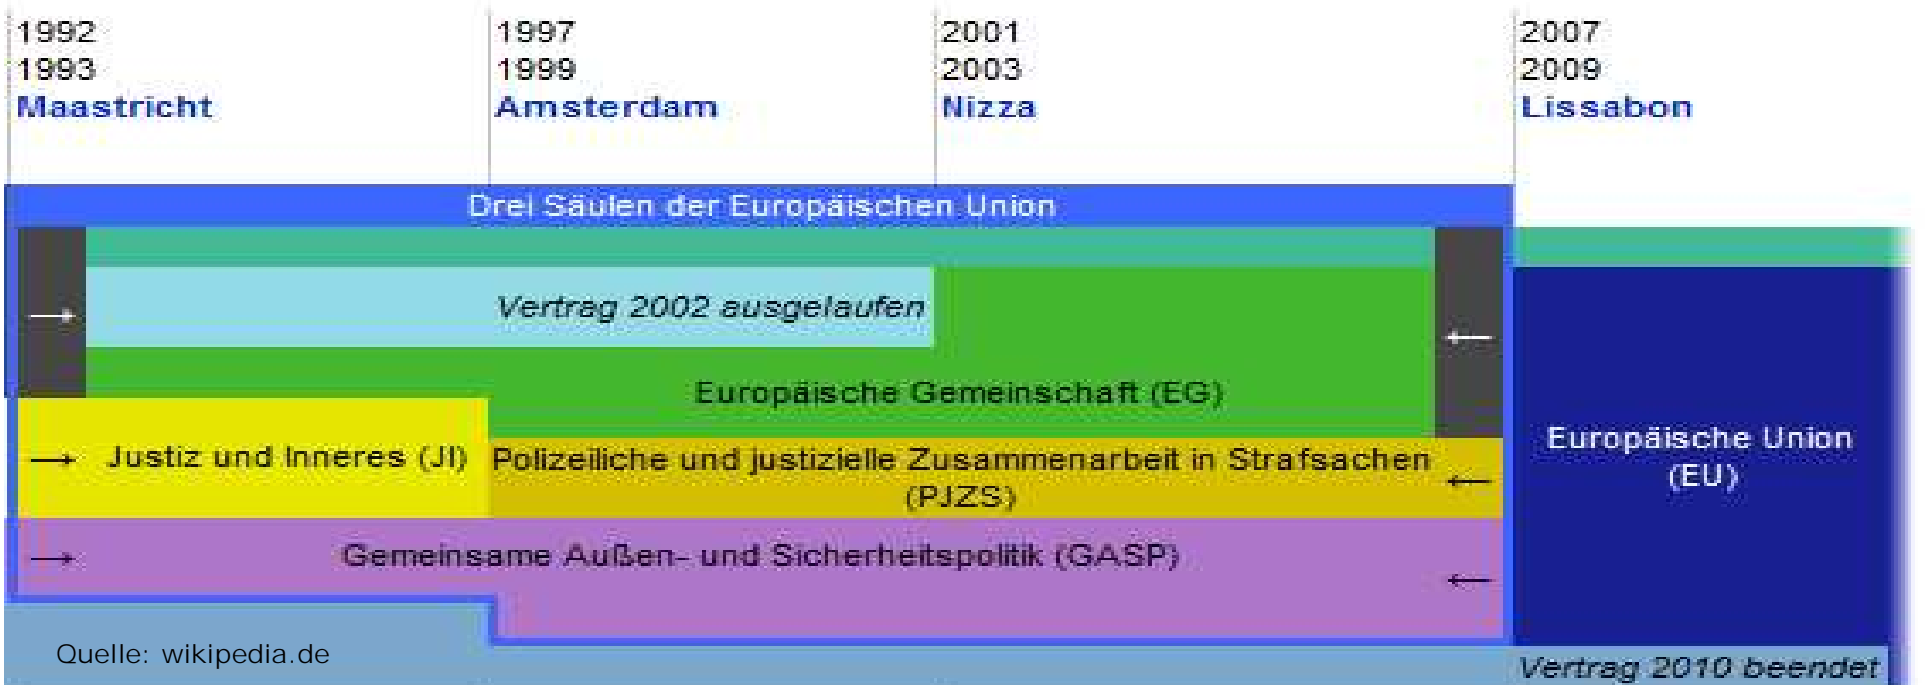 1992
1993
Maastricht
1997
1999
Amsterdam
2001
2003
Nizza
2007
2009
Lissabon
Drei Säulen der Europäischen Union
Vertrag 2002 ausgelaufen
Europäische Gemeinschaft (EG)
Justiz und Inneres (JI)
Polizeiliche und justizielle Zusammenarbeit in Strafsachen
(PJZS)
Europäische Union
(EU)
Gemeinsame Außen- und Sicherheitspolitik (GASP)
Quelle: wikipedia.de
Vertrag 2010 beendet